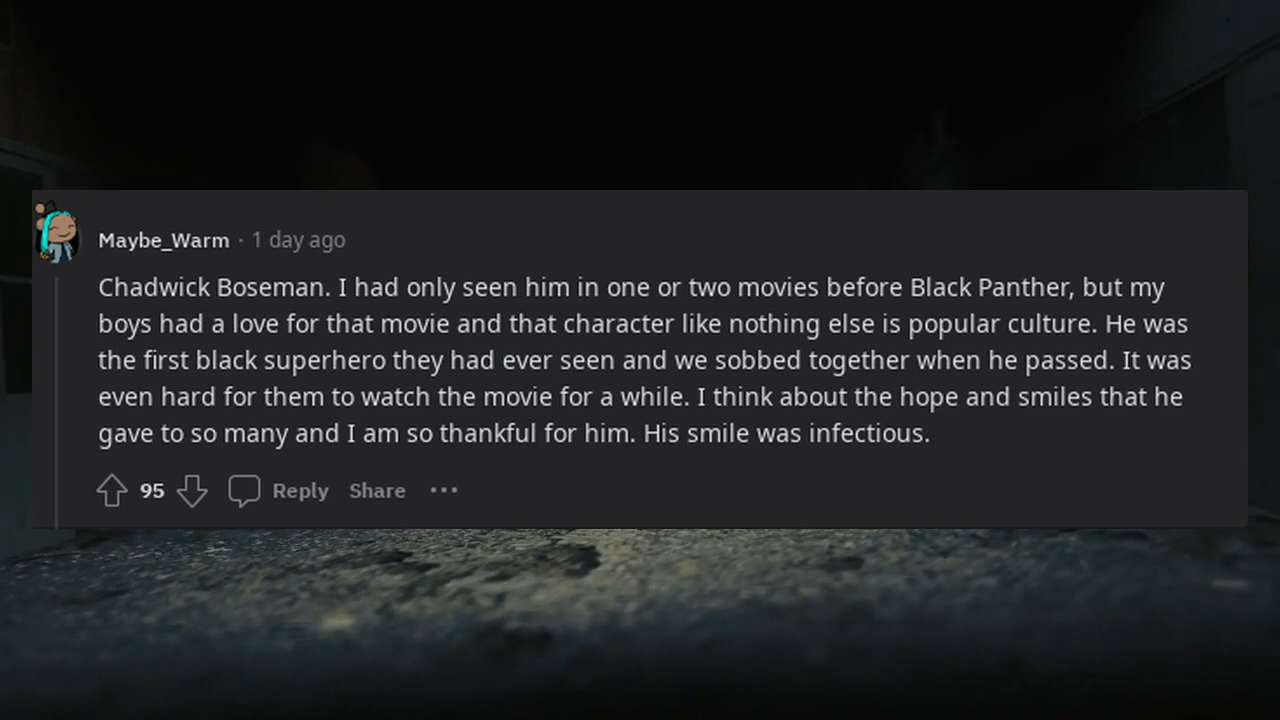 Maybe_Warm · 1 day ago
Chadwick Boseman. I had only seen him in one or two movies before Black Panther, but my
boys had a love for that movie and that character like nothing else is popular culture. He was
the first black superhero they had ever seen and we sobbed together when he passed. It was
even hard for them to watch the movie for a while. I think about the hope and smiles that he
gave to so many and I am so thankful for him. His smile was infectious.
95 Reply Share ···